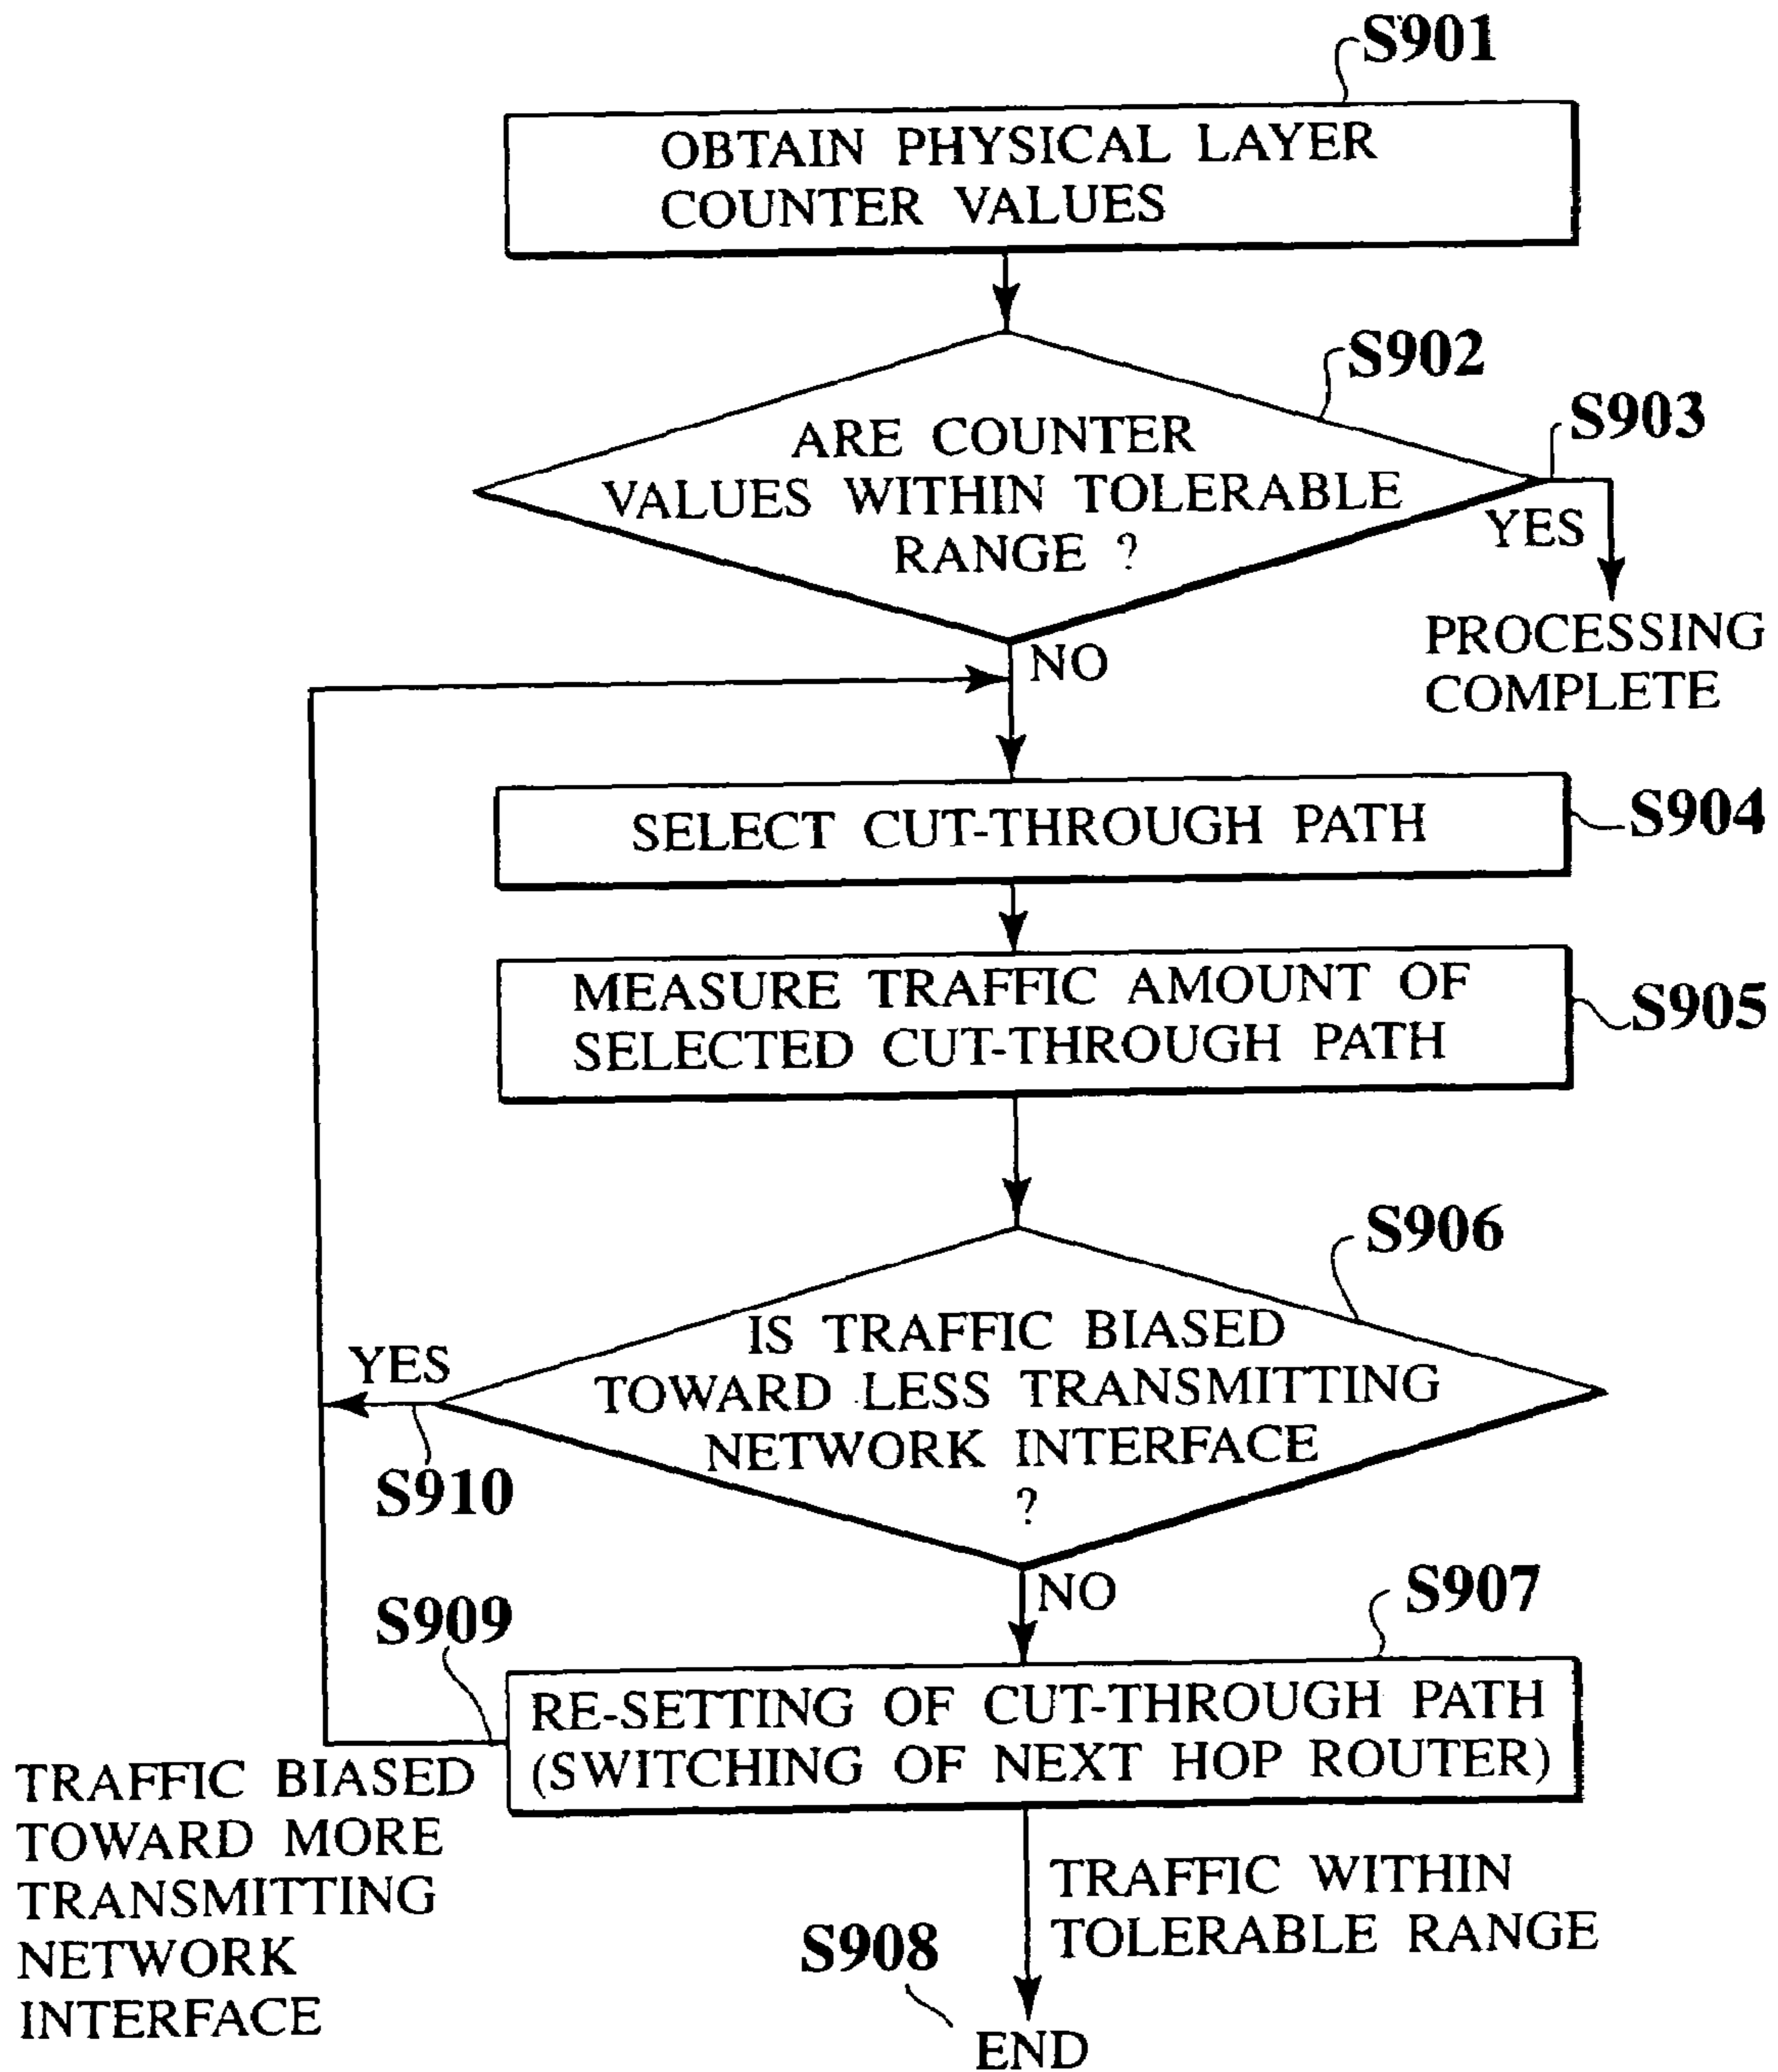 S901
OBTAIN PHYSICAL LAYER
COUNTER VALUES
S902
S903
ARE COUNTER
VALUES WITHIN TOLERABLE
RANGE ?
YES
PROCESSING
COMPLETE
NO
SELECT CUT-THROUGH PATH
S904
MEASURE TRAFFIC AMOUNT OF
SELECTED CUT-THROUGH PATH
S905
S906
IS TRAFFIC BIASED
TOWARD LESS TRANSMITTING
NETWORK INTERFACE
?
YES
S910
NO
S907
S909
RE-SETTING OF CUT-THROUGH PATH
(SWITCHING OF NEXT HOP ROUTER)
TRAFFIC BIASED
TOWARD MORE
TRANSMITTING
NETWORK
INTERFACE
TRAFFIC WITHIN
TOLERABLE RANGE
S908
END